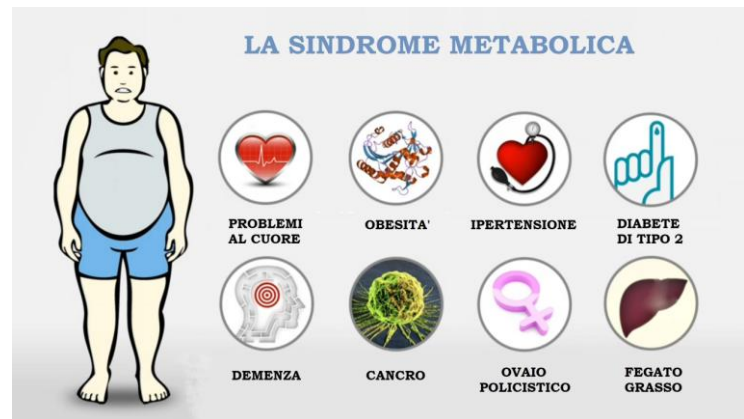 LA SINDROME METABOLICA
PROBLEMI
AL CUORE
OBESITA'
IPERTENSIONE
DIABETE
DI TIPO 2
DEMENZA
CANCRO
OVAIO
POLICISTICO
FEGATO
GRASSO